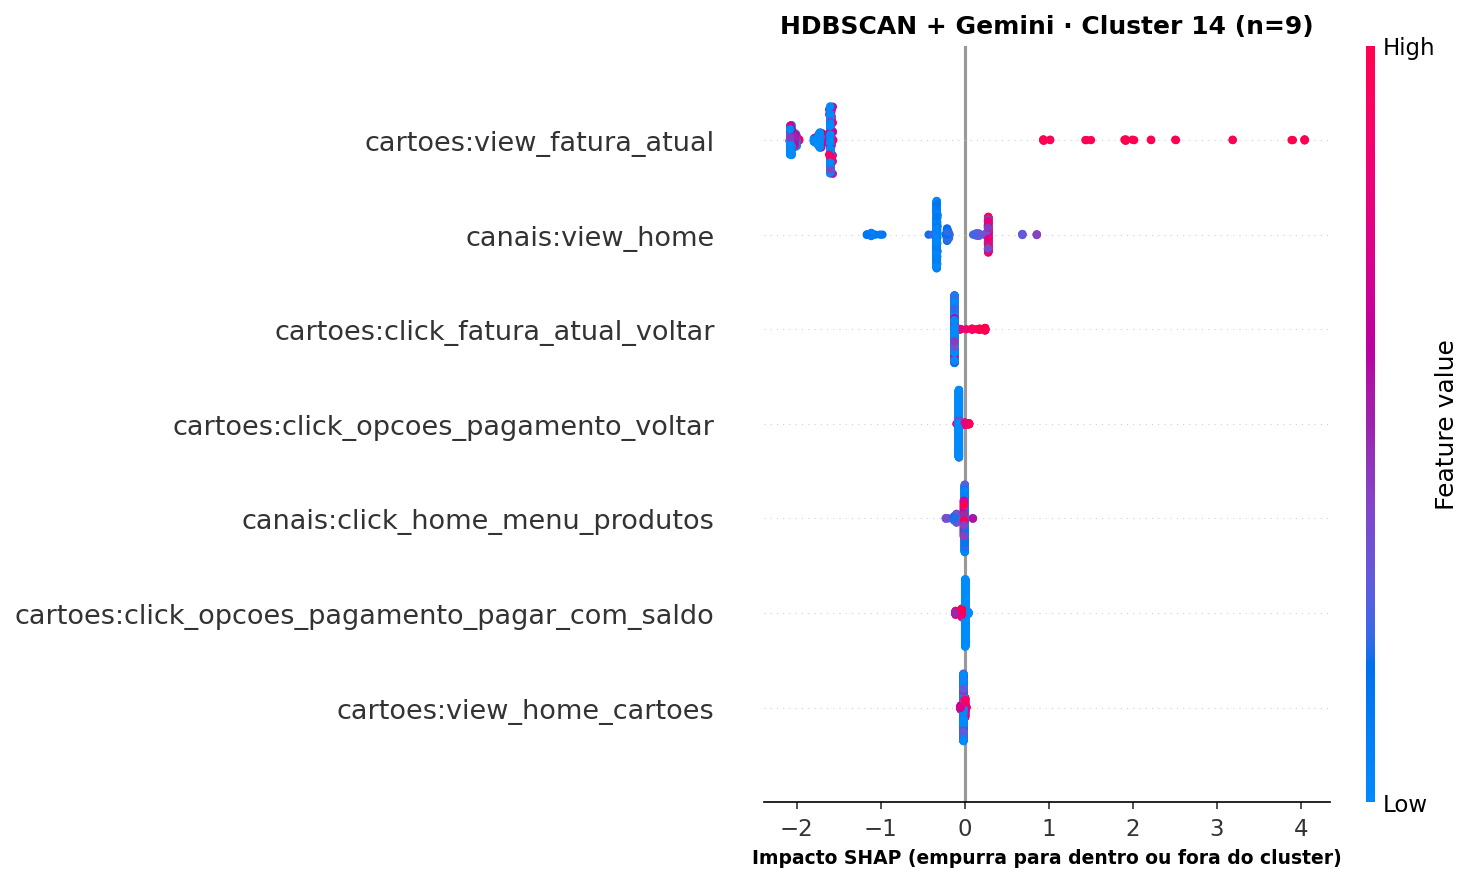 HDBSCAN + Gemini · Cluster 14 (n=9)
High
cartoes:view_fatura_atual
canais:view_home
cartoes:click_fatura_atual_voltar
cartoes:click_opcoes_pagamento_voltar
canais:click_home_menu_produtos
cartoes:click_opcoes_pagamento_pagar_com_saldo
cartoes:view_home_cartoes
Feature value
Low
−2 −1 0 1 2 3 4
Impacto SHAP (empurra para dentro ou fora do cluster)